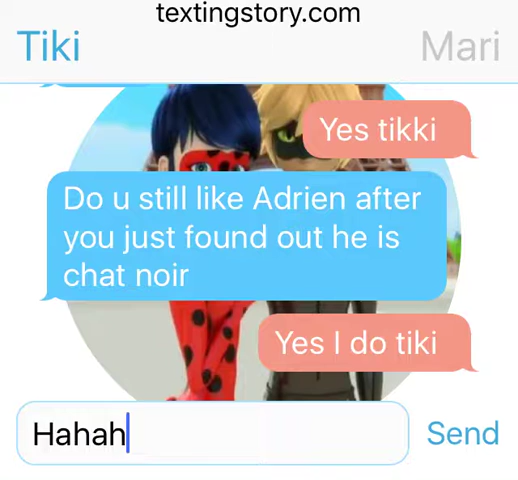 textingstory.com
Tiki
Mari
Yes tikki
Do u still like Adrien after
you just found out he is
chat noir
Yes I do tiki
Hahah
Send